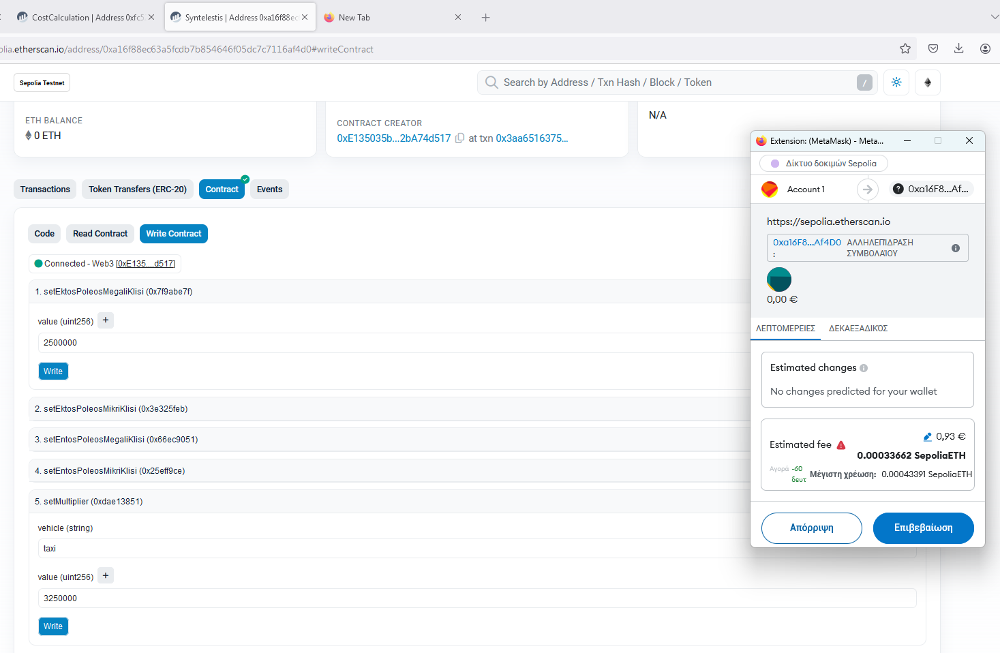 CostCalculation | Address 0xfc5
Syntelestis | Address 0xa16f88ec
New Tab
olia.etherscan.io/address/0xa16f88ec63a5fcdb7b854646f05dc7c7116af4d0#writeContract
Sepolia Testnet
Search by Address / Txn Hash / Block / Token
/
ETH BALANCE
0 ETH
CONTRACT CREATOR
0xE135035b...2bA74d517 at txn 0x3aa6516375...
N/A
Transactions
Token Transfers (ERC-20)
Contract
Events
Code
Read Contract
Write Contract
Connected - Web3 [0xE135....d517]
1. setEktosPoleosMegaliKlisi (0x7f9abe7f)
value (uint256) +
2500000
Write
2. setEktosPoleosMikriKlisi (0x3e325feb)
3. setEntosPoleosMegaliKlisi (0x66ec9051)
4. setEntosPoleosMikriKlisi (0x25eff9ce)
5. setMultiplier (0xdae13851)
vehicle (string)
taxi
value (uint256) +
3250000
Write
Extension: (MetaMask) - Meta...
Δίκτυο δοκιμών Sepolia
Account 1
? 0xa16F8...Af...
https://sepolia.etherscan.io
0xa16F8...Af4D0 ΑΛΛΗΛΕΠΊΔΡΑΣΗ
: ΣΥΜΒΟΛΑΊΟΥ
0,00 €
ΛΕΠΤΟΜΈΡΕΙΕΣ
ΔΕΚΑΕΞΑΔΙΚΌΣ
Estimated changes
No changes predicted for your wallet
0,93 €
Estimated fee
0.00033662 SepoliaETH
Αγορά -60
δευτ
Μέγιστη χρέωση: 0.00043391 SepoliaETH
Απόρριψη
Επιβεβαίωση